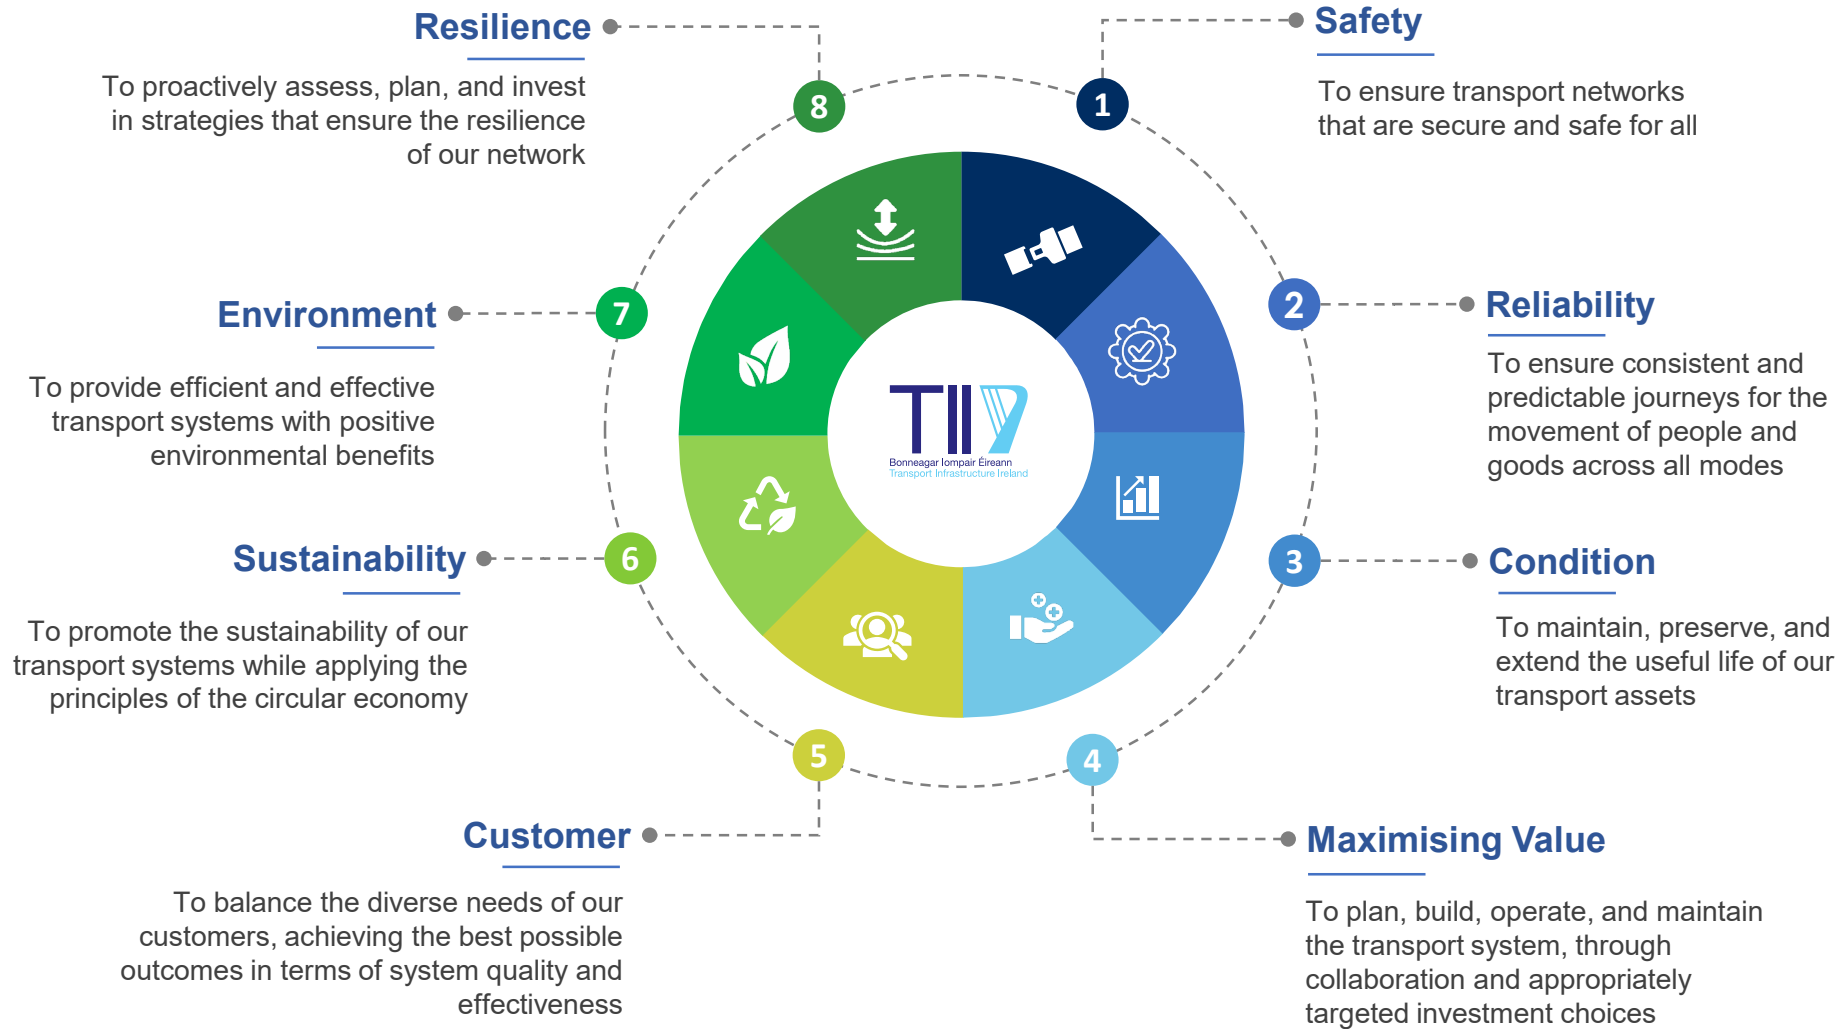 Safety
1
To ensure transport networks
that are secure and safe for all
2
Reliability
To ensure consistent and
predictable journeys for the
movement of people and
goods across all modes
3
Condition
To maintain, preserve, and
extend the useful life of our
transport assets
4
Maximising Value
To plan, build, operate, and maintain
the transport system, through
collaboration and appropriately
targeted investment choices
5
Customer
To balance the diverse needs of our
customers, achieving the best possible
outcomes in terms of system quality and
effectiveness
6
Sustainability
To promote the sustainability of our
transport systems while applying the
principles of the circular economy
7
Environment
To provide efficient and effective
transport systems with positive
environmental benefits
8
Resilience
To proactively assess, plan, and invest
in strategies that ensure the resilience
of our network
TII
Bonneagar Iompair Éireann
Transport Infrastructure Ireland